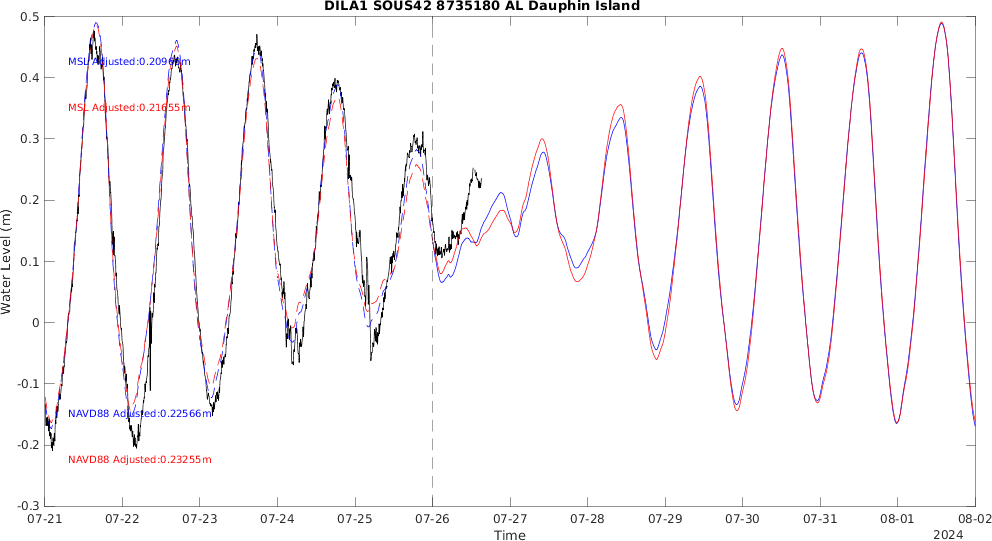 DILA1 SOUS42 8735180 AL Dauphin Island
0.5
0.4
0.3
0.2
0.1
0
-0.1
-0.2
-0.3
Water Level (m)
MSL Adjusted:0.20966m
MSL Adjusted:0.21655m
NAVD88 Adjusted:0.22566m
NAVD88 Adjusted:0.23255m
07-21 07-22 07-23 07-24 07-25 07-26 07-27 07-28 07-29 07-30 07-31 08-01 08-02
Time
2024